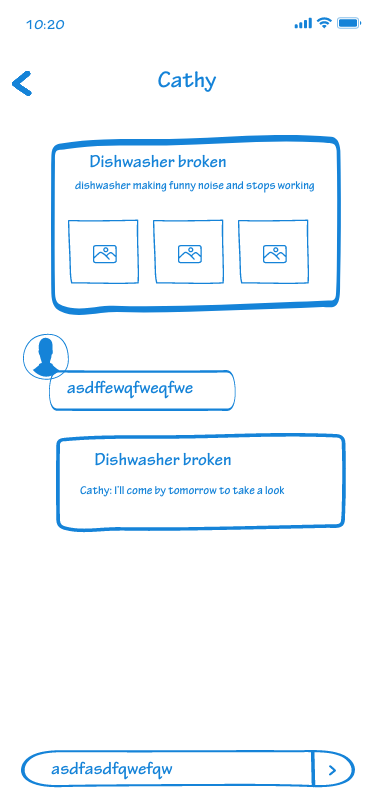 10:20
Cathy
Dishwasher broken
dishwasher making funny noise and stops working
asdffewqfweqfwe
Dishwasher broken
Cathy: I'll come by tomorrow to take a look
asdfasdfqwefqw